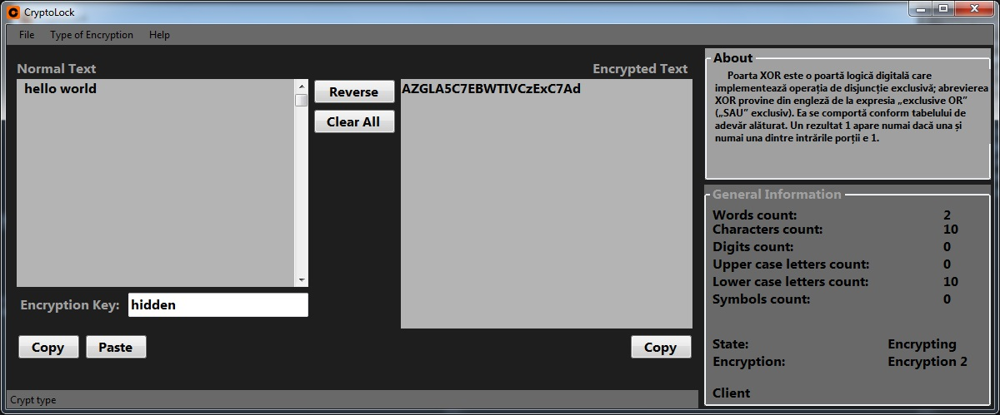 CryptoLock
File Type of Encryption Help
Normal Text
hello world
Reverse
Clear All
Encrypted Text
AZGLA5C7EBWTIVCzExC7Ad
Encryption Key: hidden
Copy Paste
Copy
Crypt type
About
Poarta XOR este o poartă logică digitală care
implementează operația de disjuncție exclusivă; abrevierea
XOR provine din engleză de la expresia „exclusive OR”
(„SAU” exclusiv). Ea se comportă conform tabelului de
adevăr alăturat. Un rezultat 1 apare numai dacă una și
numai una dintre intrările porții e 1.
General Information
Words count: 2
Characters count: 10
Digits count: 0
Upper case letters count: 0
Lower case letters count: 10
Symbols count: 0
State: Encrypting
Encryption: Encryption 2
Client